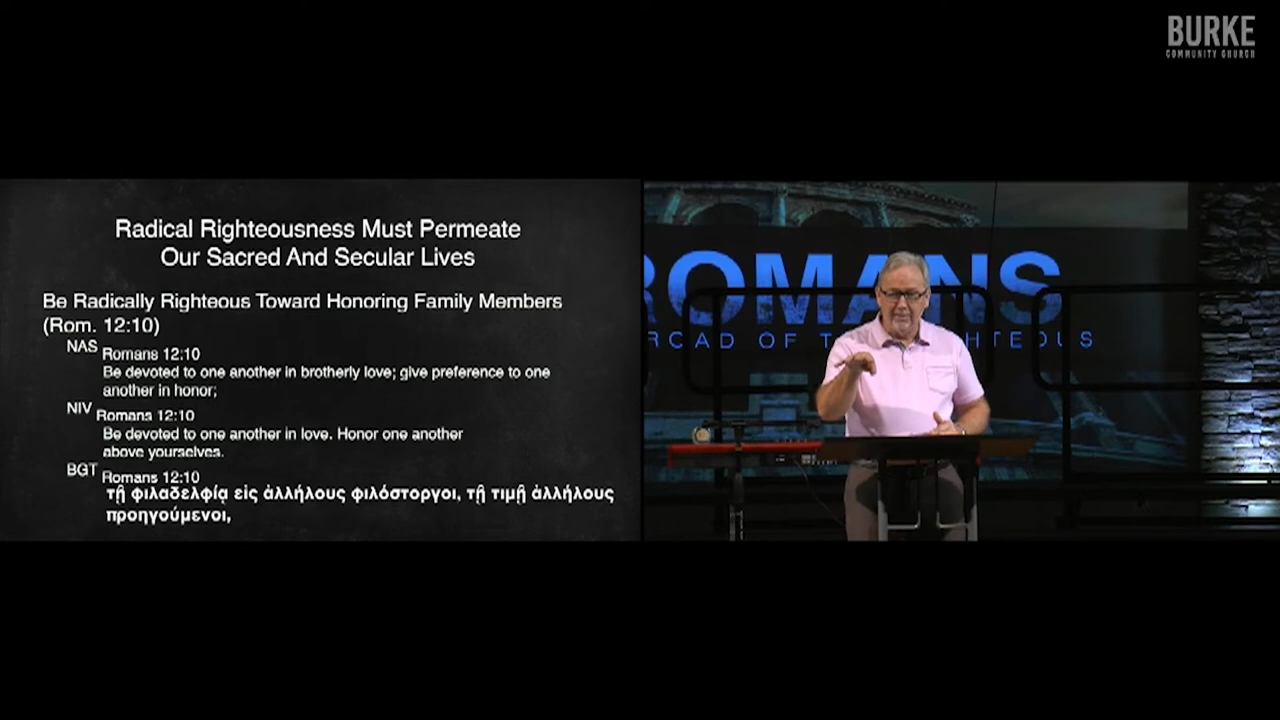 BURKE
COMMUNITY CHURCH
Radical Righteousness Must Permeate
Our Sacred And Secular Lives
Be Radically Righteous Toward Honoring Family Members
(Rom. 12:10)
NAS Romans 12:10
Be devoted to one another in brotherly love; give preference to one
another in honor;
NIV Romans 12:10
Be devoted to one another in love. Honor one another
above yourselves.
BGT Romans 12:10
τῇ φιλαδελφίᾳ εἰς ἀλλήλους φιλόστοργοι, τῇ τιμῇ ἀλλήλους
προηγούμενοι,
ROMANS
ROAD OF T HTEOUS